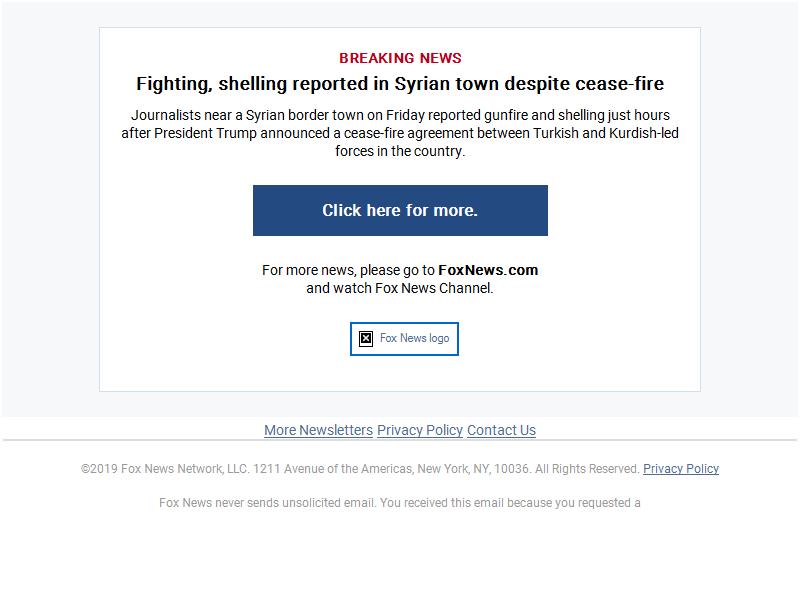 BREAKING NEWS
Fighting, shelling reported in Syrian town despite cease-fire
Journalists near a Syrian border town on Friday reported gunfire and shelling just hours
after President Trump announced a cease-fire agreement between Turkish and Kurdish-led
forces in the country.
Click here for more.
For more news, please go to FoxNews.com
and watch Fox News Channel.
Fox News logo
More Newsletters Privacy Policy Contact Us
©2019 Fox News Network, LLC. 1211 Avenue of the Americas, New York, NY, 10036. All Rights Reserved. Privacy Policy
Fox News never sends unsolicited email. You received this email because you requested a